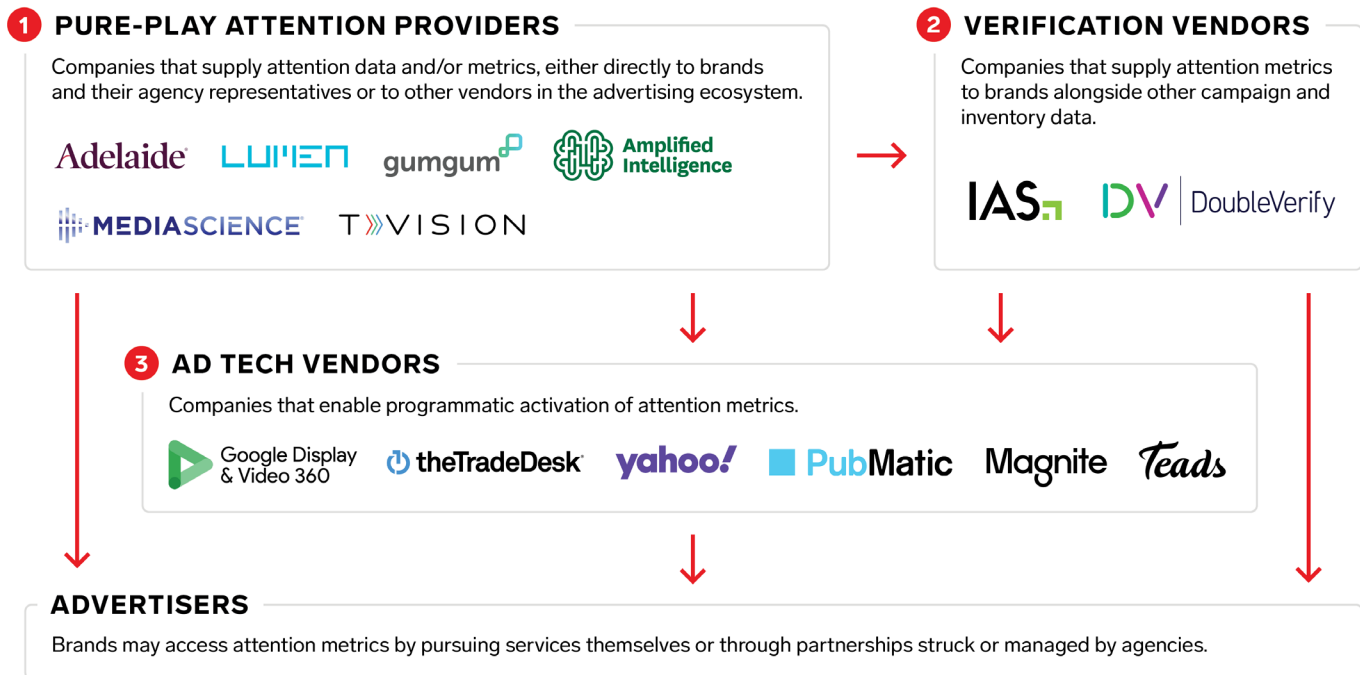 1 PURE-PLAY ATTENTION PROVIDERS
Companies that supply attention data and/or metrics, either directly to brands
and their agency representatives or to other vendors in the advertising ecosystem.
Adelaide
LUMEN
gumgum
Amplified
Intelligence
MEDIASCIENCE
TVISION
2 VERIFICATION VENDORS
Companies that supply attention metrics
to brands alongside other campaign and
inventory data.
IAS
DV DoubleVerify
3 AD TECH VENDORS
Companies that enable programmatic activation of attention metrics.
Google Display
& Video 360
theTradeDesk
yahoo!
PubMatic
Magnite
Teads
ADVERTISERS
Brands may access attention metrics by pursuing services themselves or through partnerships struck or managed by agencies.